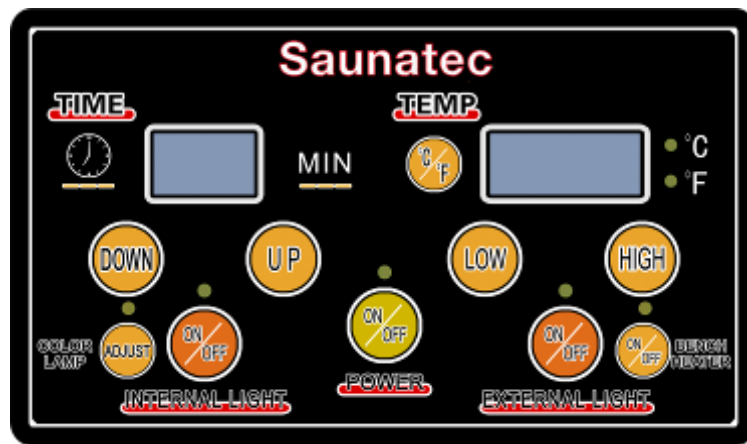 Saunatec
TIME
TEMP
MIN
°C/°F
°C
°F
DOWN
UP
LOW
HIGH
COLOR
LAMP
ADJUST
ON/OFF
ON/OFF
ON/OFF
ON/OFF
BENCH
HEATER
INTERNAL LIGHT
POWER
EXTERNAL LIGHT